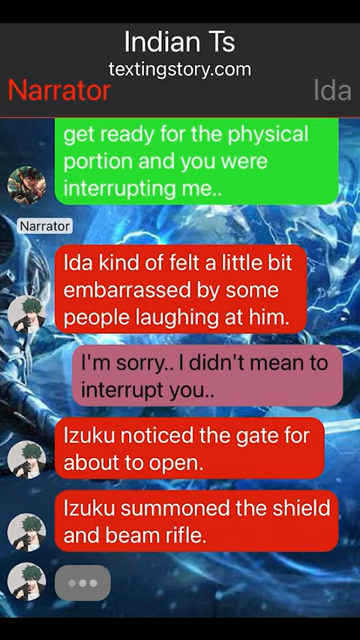 Indian Ts
textingstory.com
Narrator
Ida
get ready for the physical
portion and you were
interrupting me..
Narrator
Ida kind of felt a little bit
embarrassed by some
people laughing at him.
I'm sorry.. I didn't mean to
interrupt you..
Izuku noticed the gate for
about to open.
Izuku summoned the shield
and beam rifle.